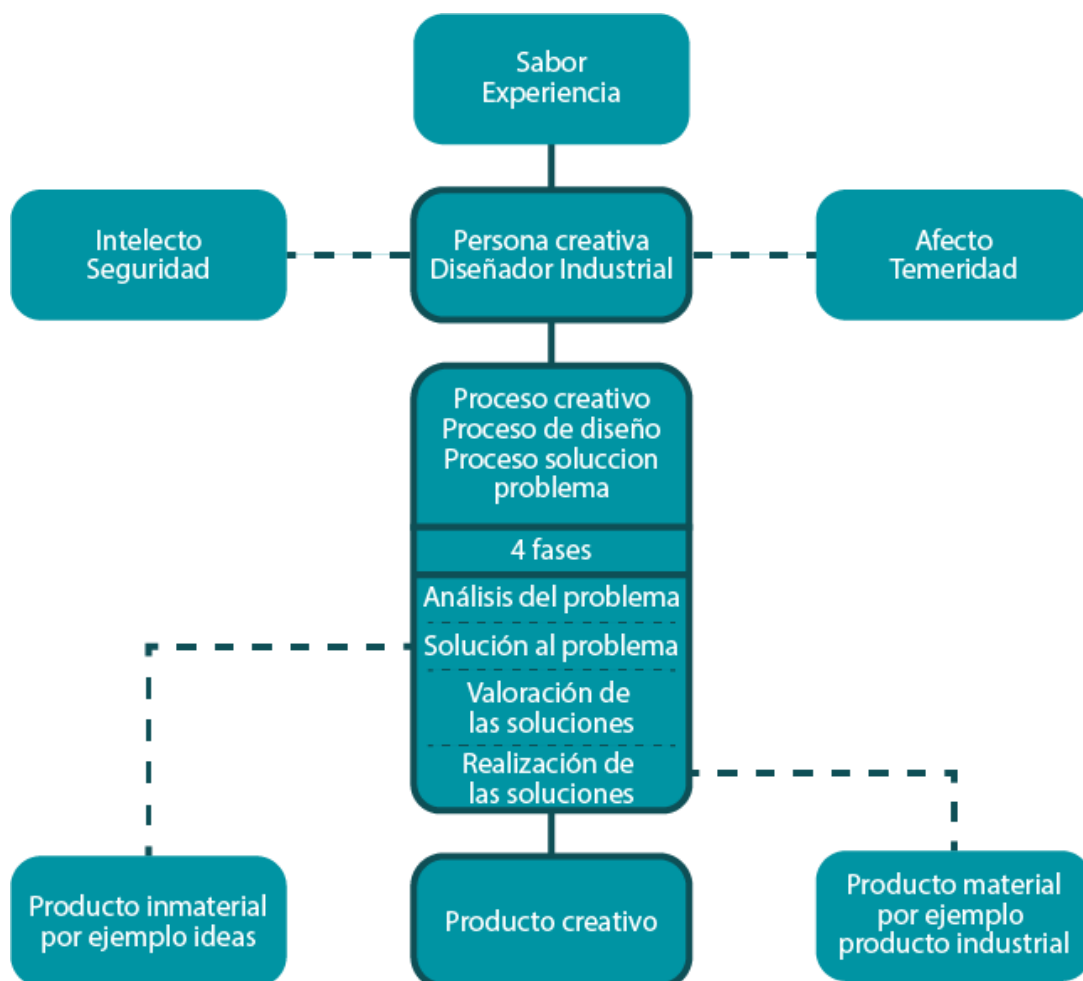 Sabor
Experiencia
Intelecto
Seguridad
Persona creativa
Diseñador Industrial
Afecto
Temeridad
Proceso creativo
Proceso de diseño
Proceso soluccion
problema
4 fases
Análisis del problema
Solución al problema
Valoración de
las soluciones
Realización de
las soluciones
Producto inmaterial
por ejemplo ideas
Producto creativo
Producto material
por ejemplo
producto industrial